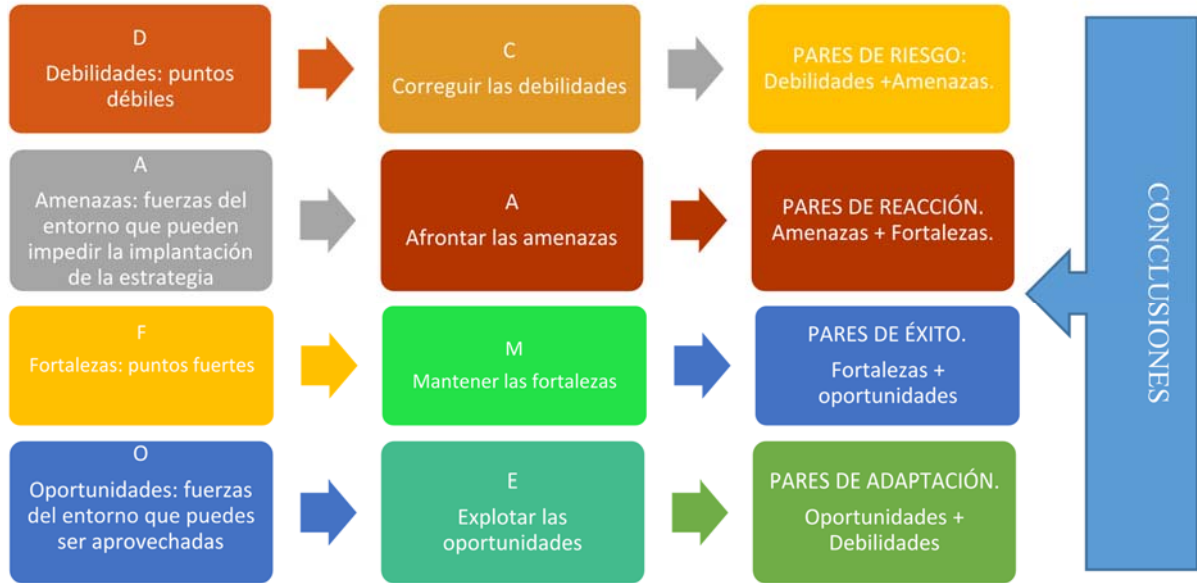 D
Debilidades: puntos
débiles
C
Correguir las debilidades
PARES DE RIESGO:
Debilidades +Amenazas.
A
Amenazas: fuerzas del
entorno que pueden
impedir la implantación
de la estrategia
A
Afrontar las amenazas
PARES DE REACCIÓN.
Amenazas + Fortalezas.
F
Fortalezas: puntos fuertes
M
Mantener las fortalezas
PARES DE ÉXITO.
Fortalezas +
oportunidades
O
Oportunidades: fuerzas
del entorno que puedes
ser aprovechadas
E
Explotar las
oportunidades
PARES DE ADAPTACIÓN.
Oportunidades +
Debilidades
CONCLUSIONES